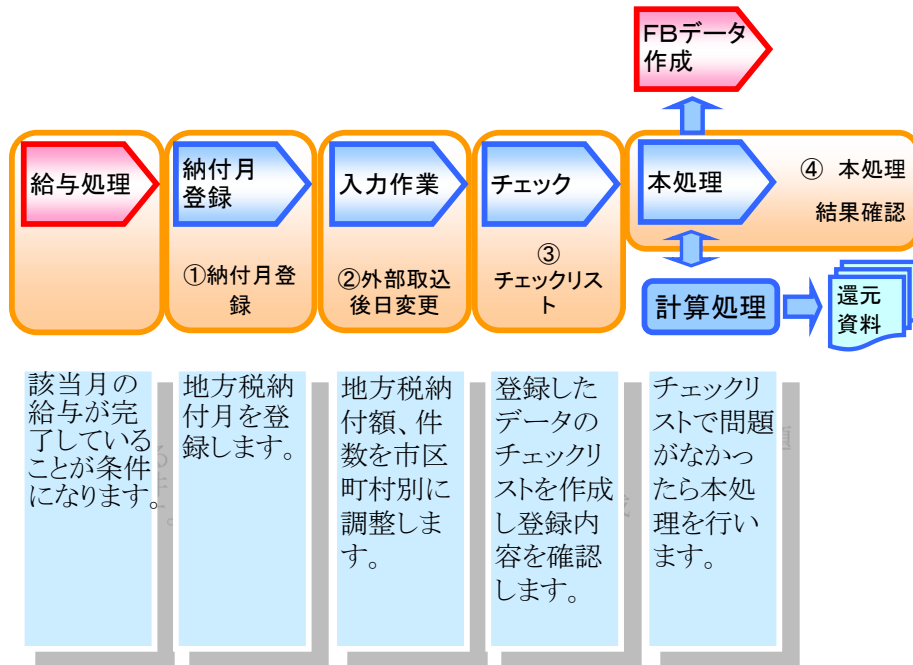 FBデータ
作成
給与処理
納付月
登録
入力作業
チェック
本処理
④ 本処理
結果確認
①納付月登
録
②外部取込
後日変更
③
チェックリス
ト
計算処理
還元
資料
該当月の
給与が完
了している
ことが条件
になります。
地方税納
付月を登
録します。
地方税納
付額、件
数を市区
町村別に
調整しま
す。
登録した
データの
チェックリ
ストを作成
し登録内
容を確認
します。
チェックリ
ストで問題
がなかっ
たら本処
理を行い
ます。